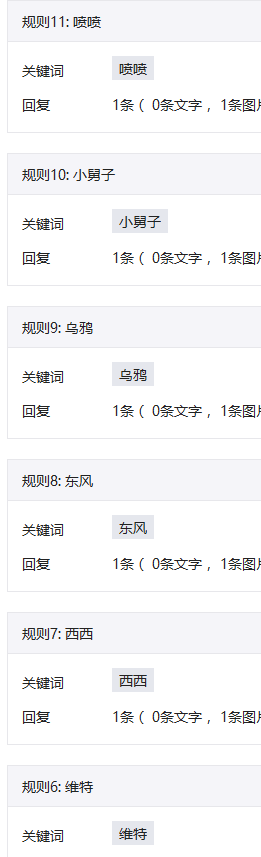 规则11: 喷喷
关键词 喷喷
回复 1条（ 0条文字 ，1条图
规则10: 小舅子
关键词 小舅子
回复 1条（ 0条文字 ，1条图
规则9: 乌鸦
关键词 乌鸦
回复 1条（ 0条文字 ，1条图
规则8: 东风
关键词 东风
回复 1条（ 0条文字 ，1条图
规则7: 西西
关键词 西西
回复 1条（ 0条文字 ，1条图
规则6: 维特
关键词 维特